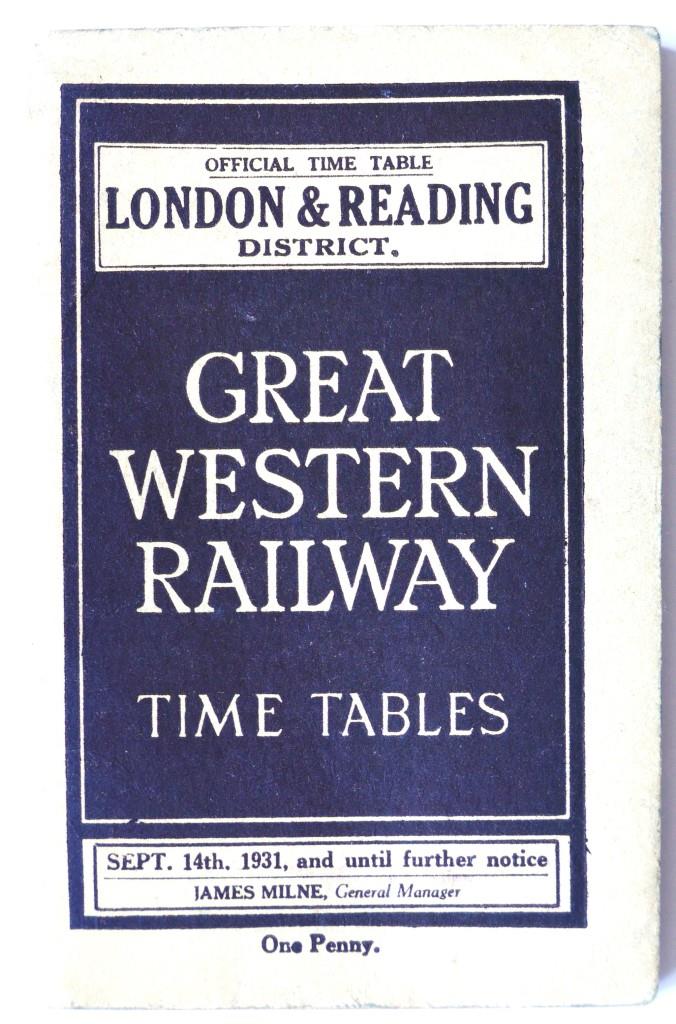 OFFICIAL TIME TABLE
LONDON & READING
DISTRICT.
GREAT
WESTERN
RAILWAY
TIME TABLES
SEPT. 14th. 1931, and until further notice
JAMES MILNE, General Manager
One Penny.